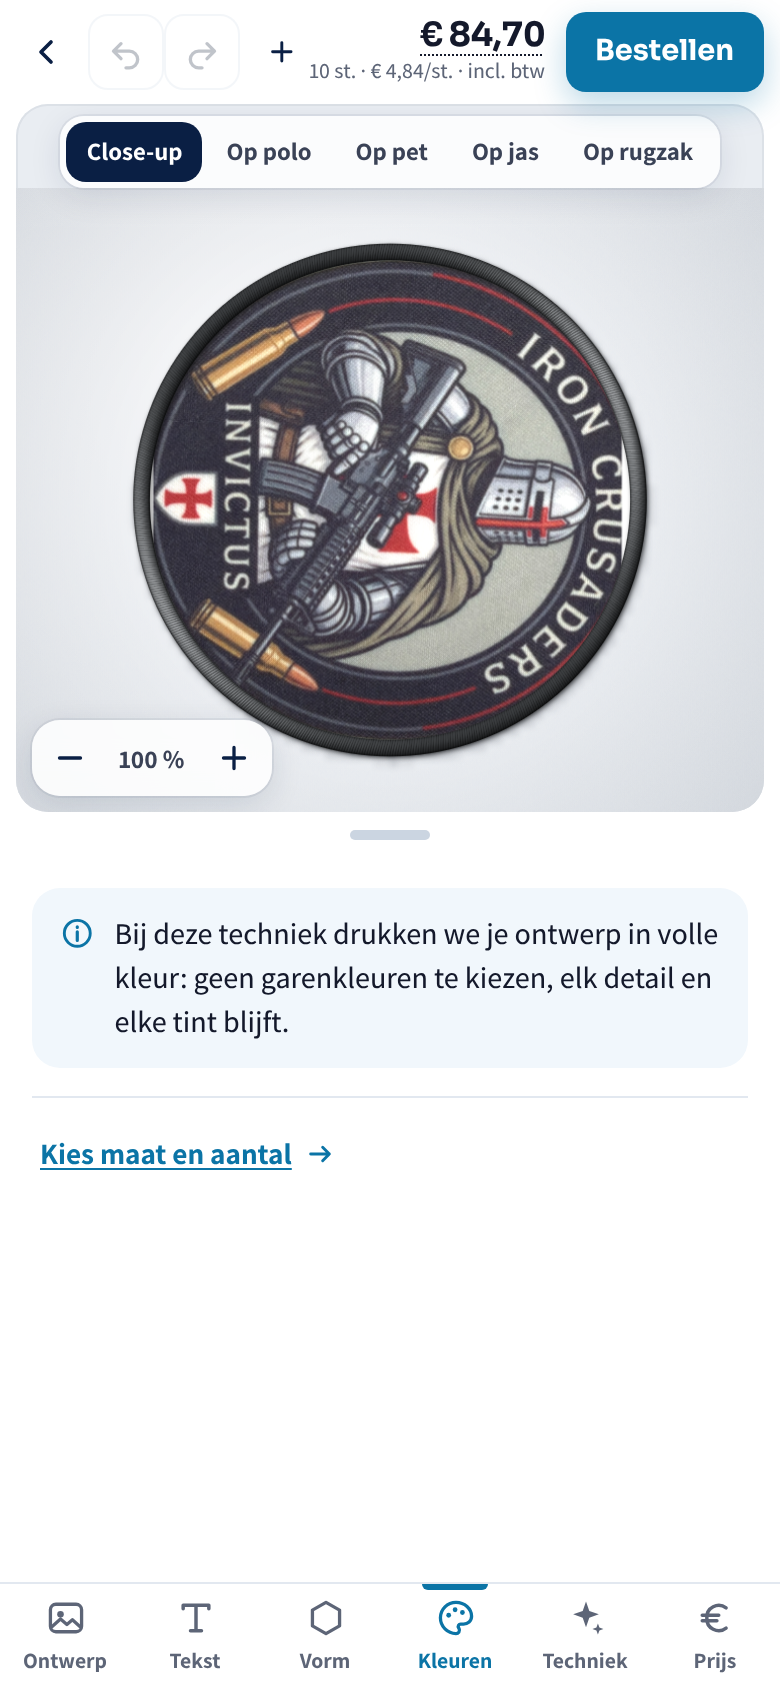 € 84,70
10 st. · € 4,84/st. · incl. btw
Bestellen
Close-up
Op polo
Op pet
Op jas
Op rugzak
IRON CRUSADERS
INVICTUS
100 %
Bij deze techniek drukken we je ontwerp in volle
kleur: geen garenkleuren te kiezen, elk detail en
elke tint blijft.
Kies maat en aantal →
Ontwerp
Tekst
Vorm
Kleuren
Techniek
Prijs